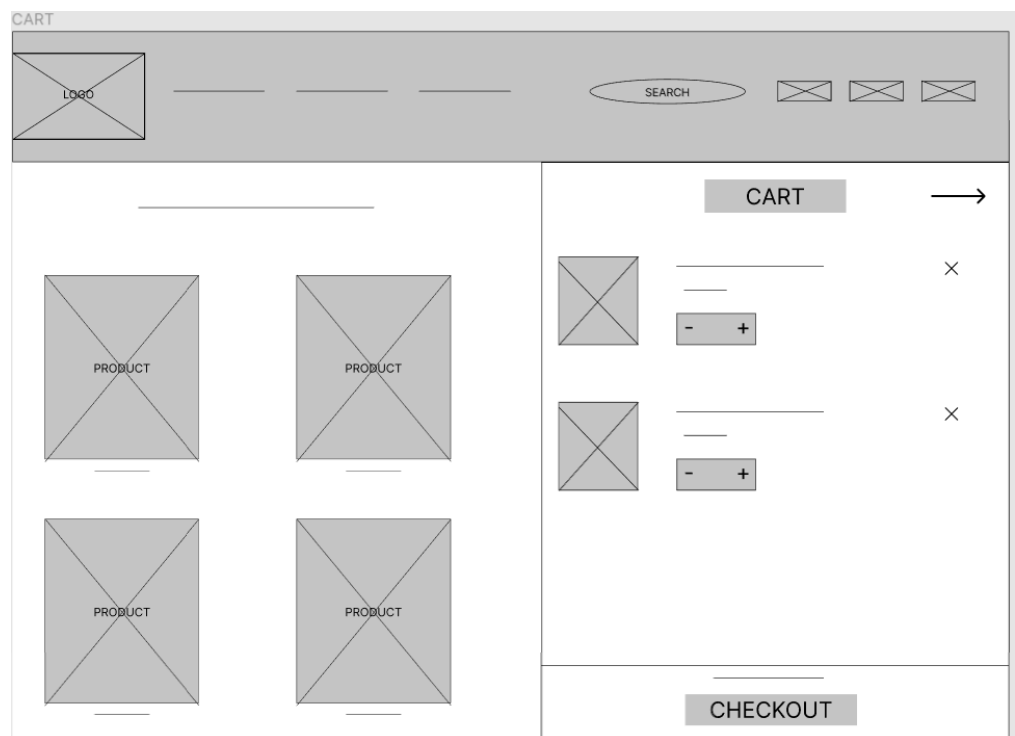 CART
LOGO
SEARCH
CART
- +
- +
PRODUCT
PRODUCT
PRODUCT
PRODUCT
CHECKOUT